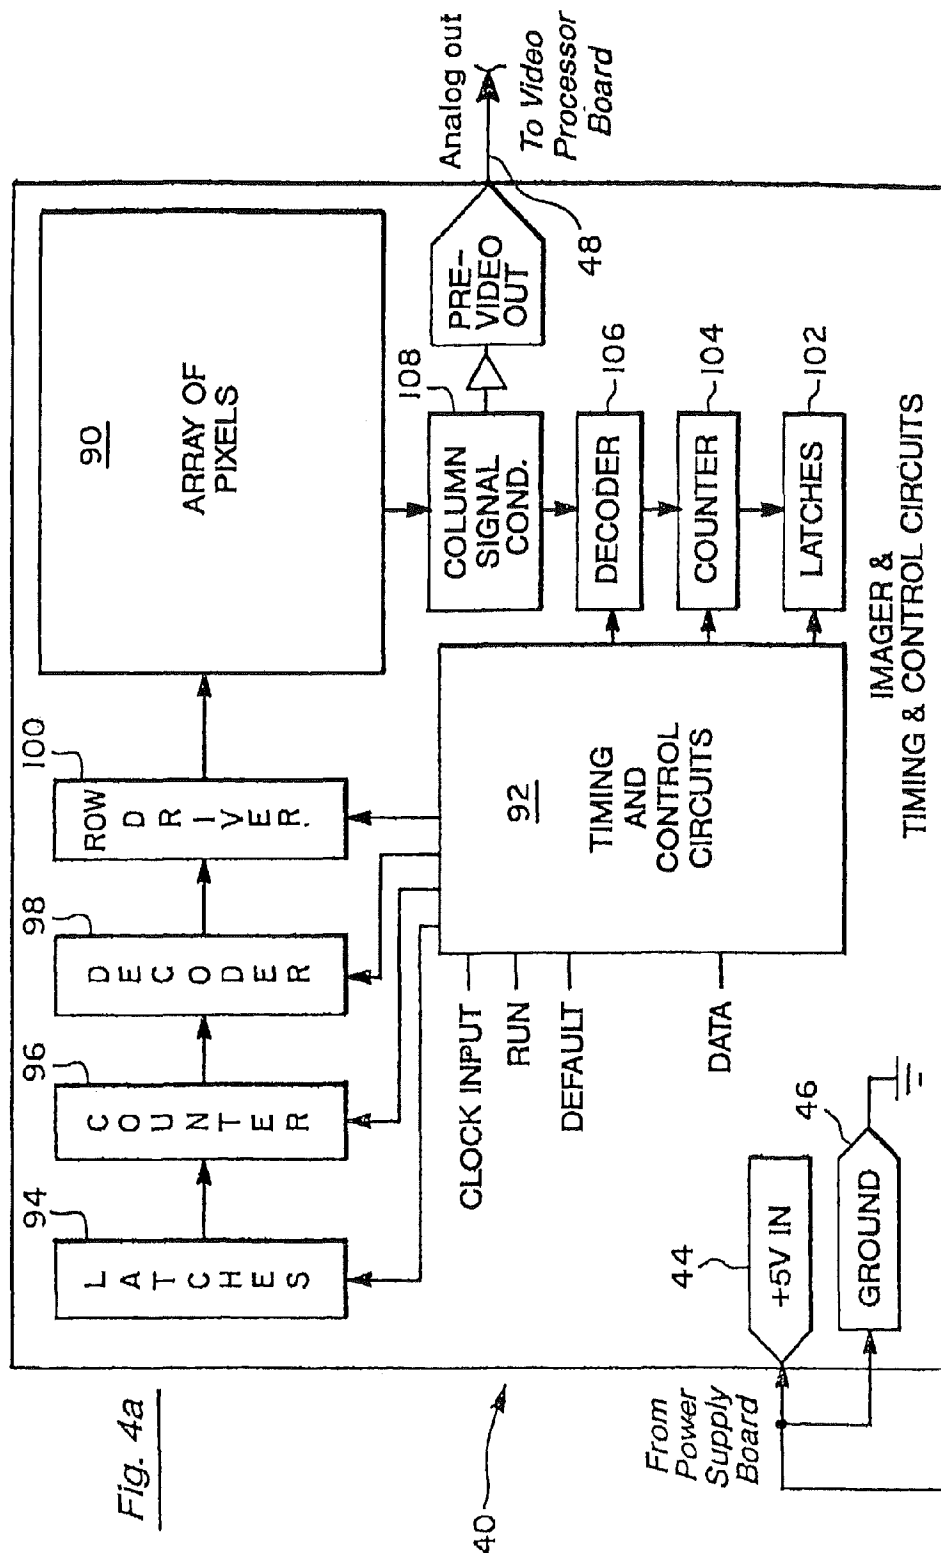 Fig. 4a
40
94
LATCHES
96
COUNTER
98
DECODER
100
ROW
DRIVER.
90
ARRAY OF
PIXELS
92
TIMING
AND
CONTROL
CIRCUITS
CLOCK INPUT
RUN
DEFAULT
DATA
108
COLUMN
SIGNAL
COND.
PRE-
VIDEO
OUT
Analog out
To Video
Processor
Board
48
DECODER
106
COUNTER
104
LATCHES
102
From
Power
Supply
Board
44
+5V IN
46
GROUND
IMAGER &
TIMING & CONTROL CIRCUITS